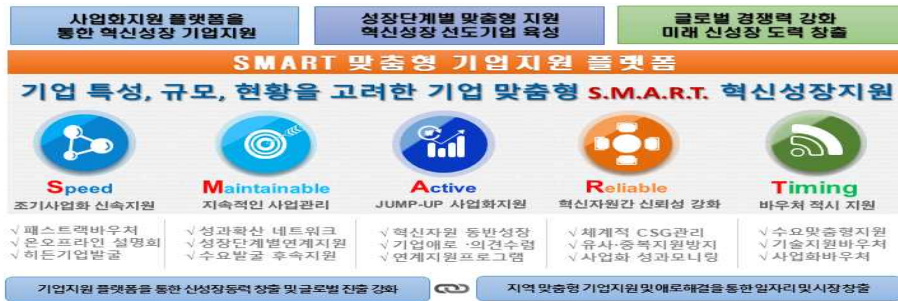 사업화지원 플랫폼을
통한 혁신성장 기업지원
성장단계별 맞춤형 지원
혁신성장 선도기업 육성
글로벌 경쟁력 강화
미래 신성장 도력 창출
SMART 맞춤형 기업지원 플랫폼
기업 특성, 규모, 현황을 고려한 기업 맞춤형 S.M.A.R.T. 혁신성장지원
Speed
조기사업화 신속지원
√패스트랙바우처
√온오프라인 설명회
√히든기업발굴
Maintainable
지속적인 사업관리
√성과확산 네트워크
√성장단계별연계지원
√수요발굴 후속지원
Active
JUMP-UP 사업화지원
√혁신자원 동반성장
√기업애로·의견수렴
√연계지원프로그램
Reliable
혁신자원간 신뢰성 강화
√체계적 CSG관리
√유사·중복지원방지
√사업화 성과모니링
Timing
바우처 적시 지원
√수요맞춤형지원
√기술지원바우처
√사업화바우처
기업지원 플랫폼을 통한 신성장동력 창출 및 글로벌 진출 강화
지역 맞춤형 기업지원 및 애로해결을 통한 일자리 및 시장 창출